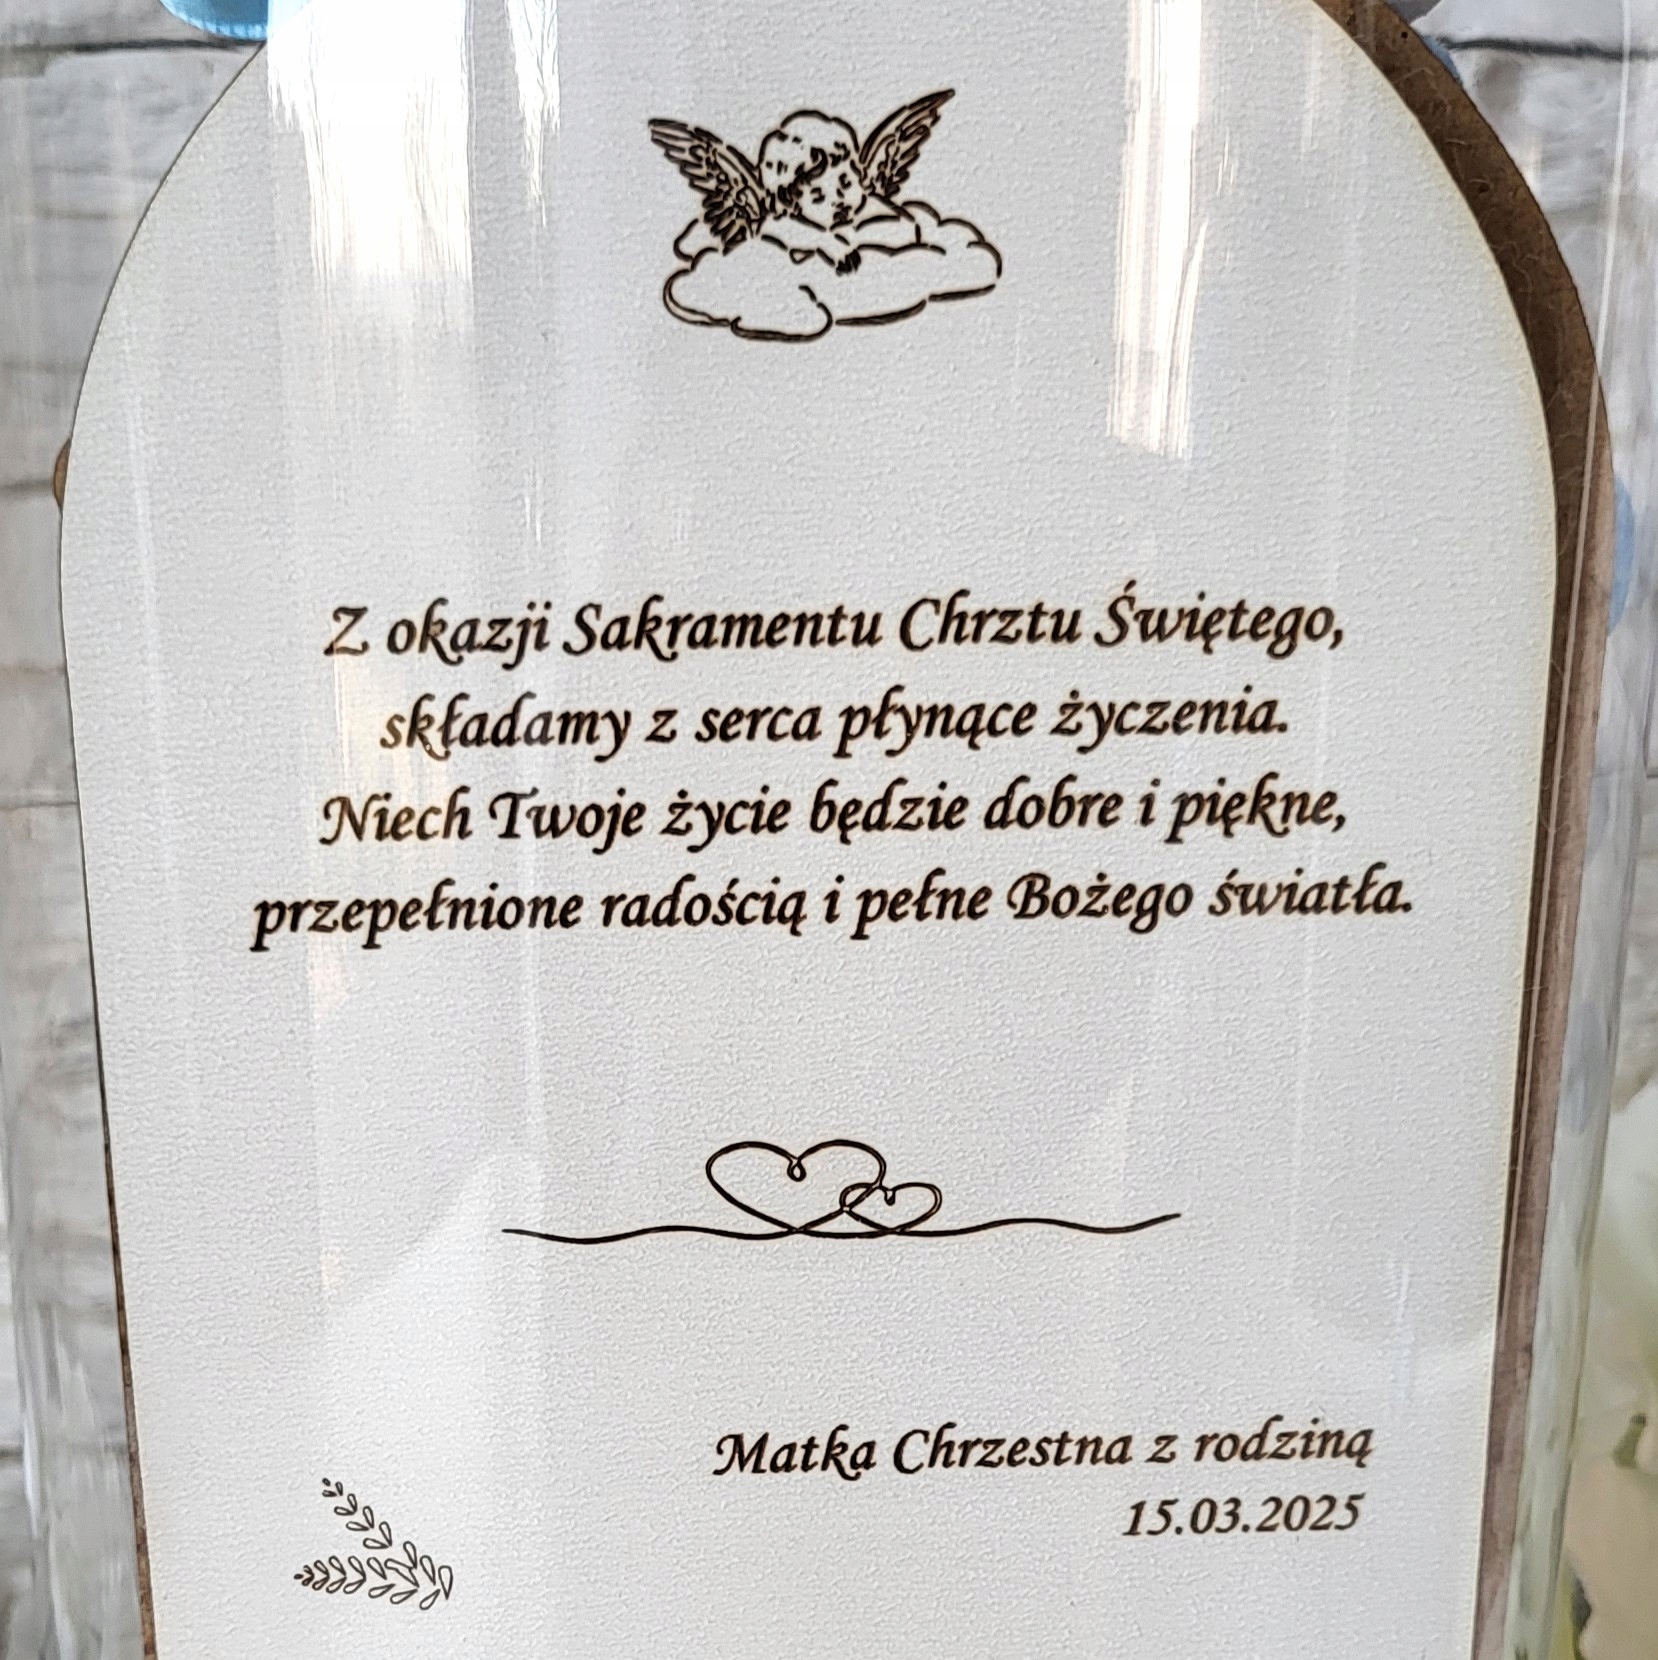 Z okazji Sakramentu Chrztu Świętego,
składamy z serca płynące życzenia.
Niech Twoje życie będzie dobre i piękne,
przepełnione radością i pełne Bożego światła.
Matka Chrzestna z rodziną
15.03.2025